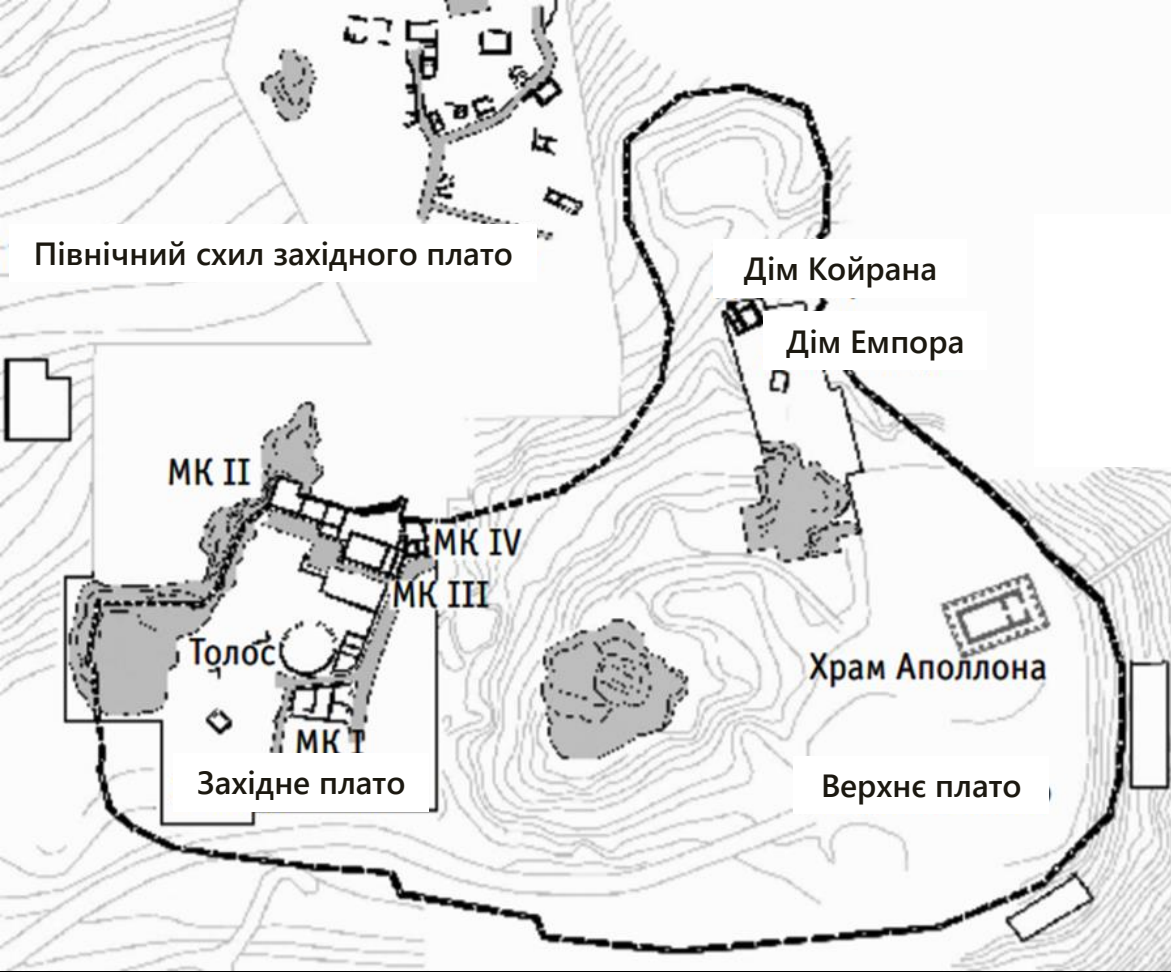 Північний схил західного плато
Дім Койрана
Дім Емпора
МК II
МК IV
МК III
Толос
Храм Аполлона
МК I
Західне плато
Верхнє плато